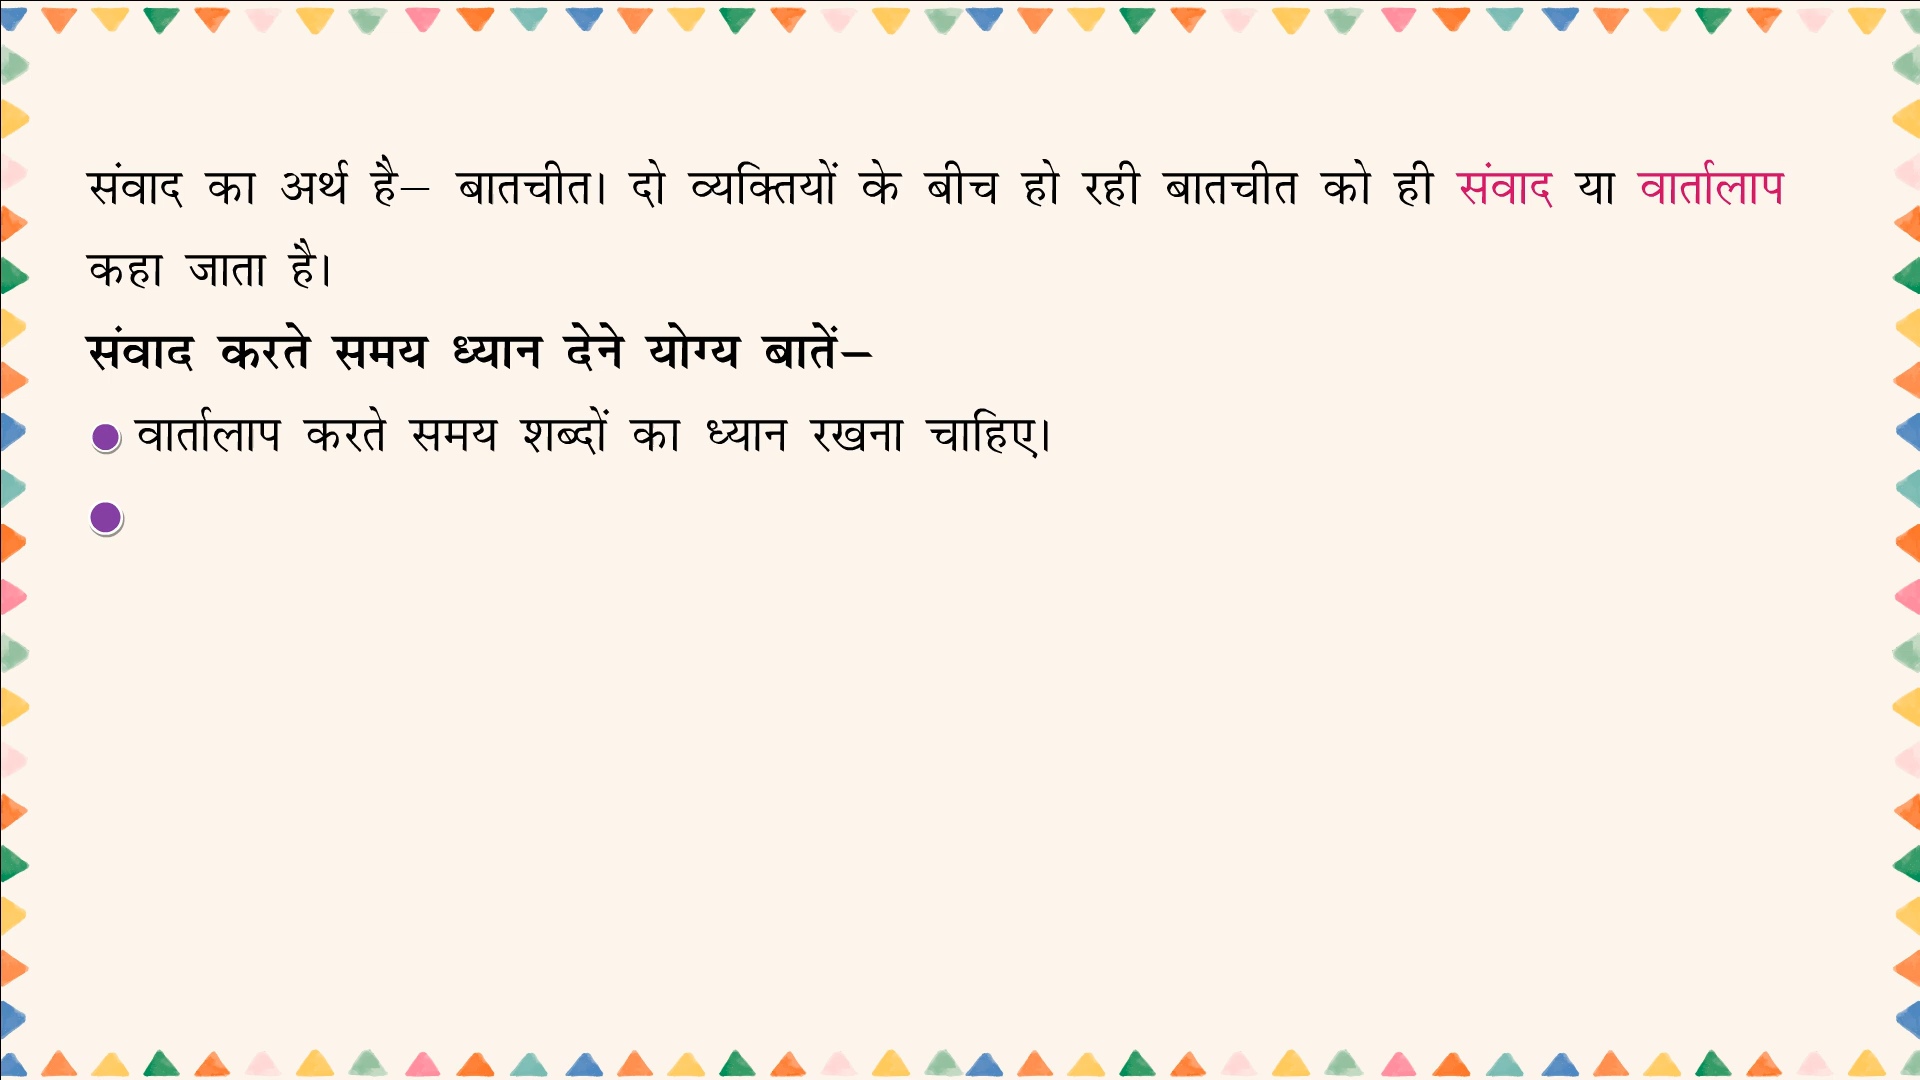 संवाद का अर्थ है– बातचीत। दो व्यक्तियों के बीच हो रही बातचीत को ही संवाद या वार्तालाप
कहा जाता है।
संवाद करते समय ध्यान देने योग्य बातें–
● वार्तालाप करते समय शब्दों का ध्यान रखना चाहिए।
●